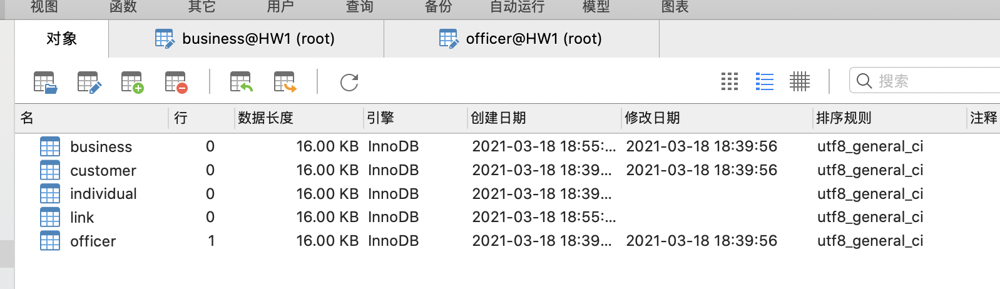 视图 函数 其它 用户 查询 备份 自动运行 模型 图表
对象 business@HW1 (root) officer@HW1 (root)
搜索
名 行 数据长度 引擎 创建日期 修改日期 排序规则 注释
business 0 16.00 KB InnoDB 2021-03-18 18:55:... 2021-03-18 18:39:56 utf8_general_ci
customer 0 16.00 KB InnoDB 2021-03-18 18:39... 2021-03-18 18:39:56 utf8_general_ci
individual 0 16.00 KB InnoDB 2021-03-18 18:39... utf8_general_ci
link 0 16.00 KB InnoDB 2021-03-18 18:55:... utf8_general_ci
officer 1 16.00 KB InnoDB 2021-03-18 18:39... 2021-03-18 18:39:56 utf8_general_ci